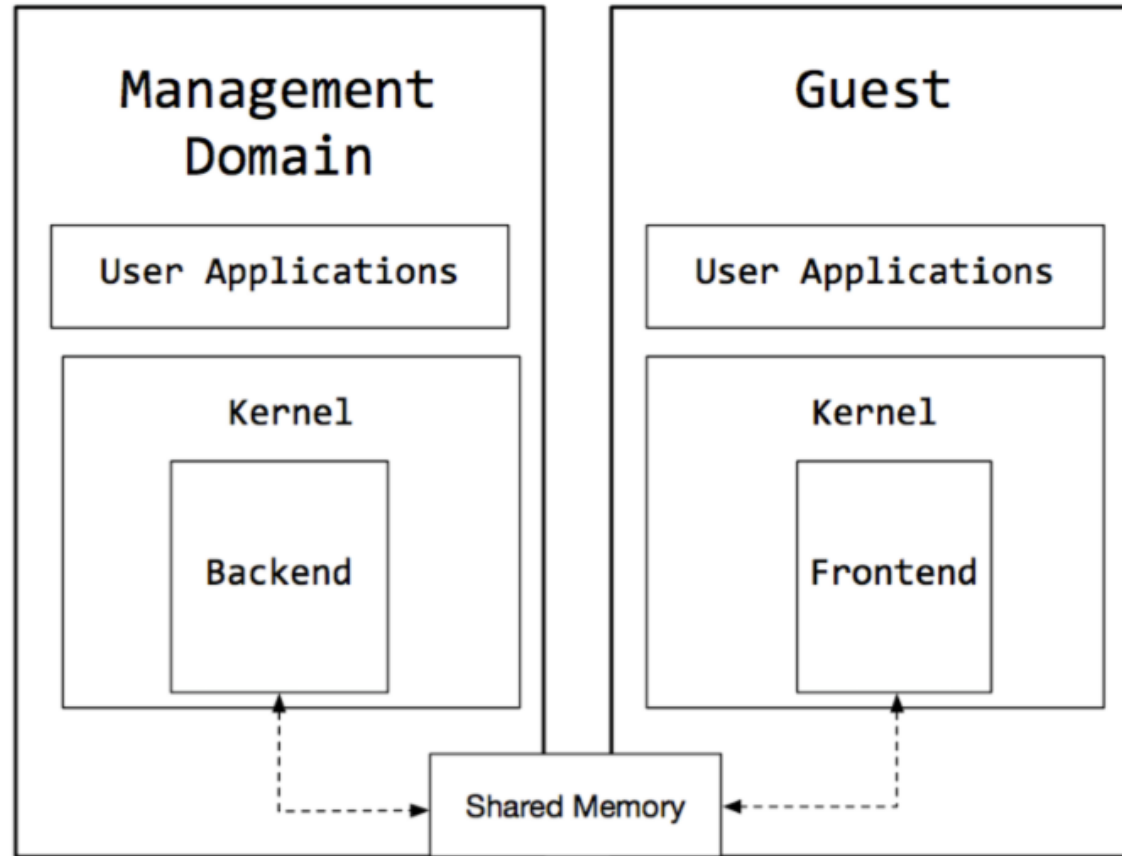 Management
Domain
User Applications
Kernel
Backend
Guest
User Applications
Kernel
Frontend
Shared Memory